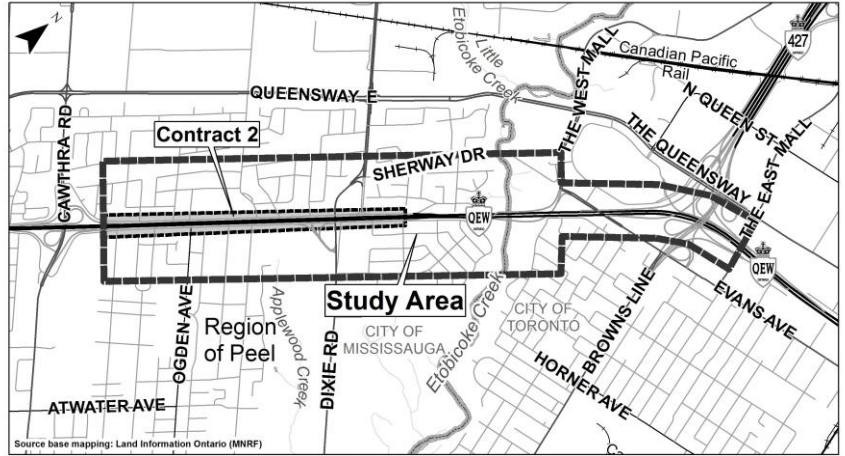 N
427
ONTARIO
Canadian Pacific
Rail
Little
Etobicoke Creek
THE WEST MALL
N QUEEN ST
QUEENSWAY E
CAWTHRA RD
Contract 2
THE QUEENSWAY
THE EAST MALL
SHERWAY DR
QEW
ONTARIO
QEW
ONTARIO
Study Area
OGDEN AVE
Applewood Creek
DIXIE RD
Region
of Peel
CITY OF
MISSISSAUGA
Etobicoke Creek
CITY OF
TORONTO
BROWNS LINE
EVANS AVE
HORNER AVE
ATWATER AVE
Source base mapping: Land Information Ontario (MNRF)